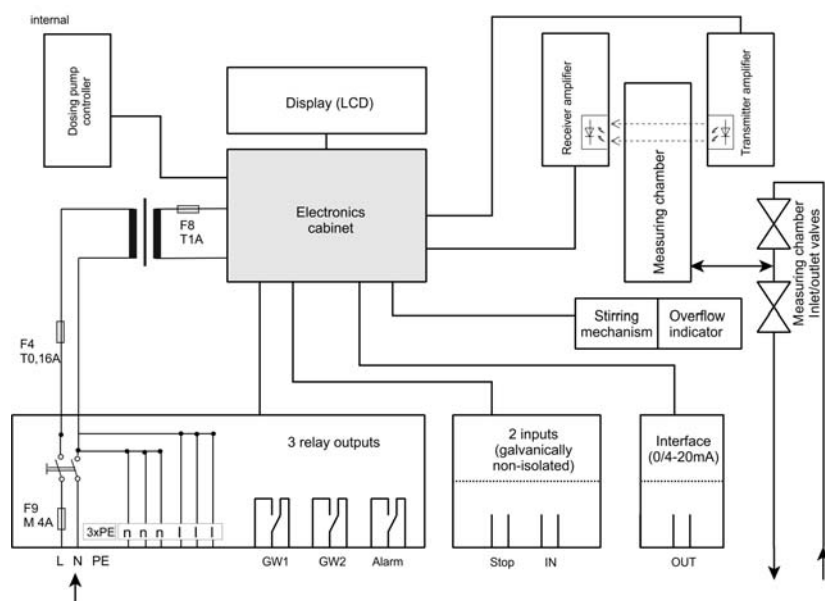 internal
Dosing pump
controller
Display (LCD)
Receiver amplifier
Transmitter amplifier
Measuring chamber
Electronics
cabinet
F8
T1A
Measuring chamber
Inlet/outlet valves
Stirring
mechanism
Overflow
indicator
F4
T0,16A
3 relay outputs
2 inputs
(galvanically
non-isolated)
Interface
(0/4-20mA)
F9
M 4A
3xPE n n n l l l
L N PE
GW1 GW2 Alarm
Stop IN
OUT